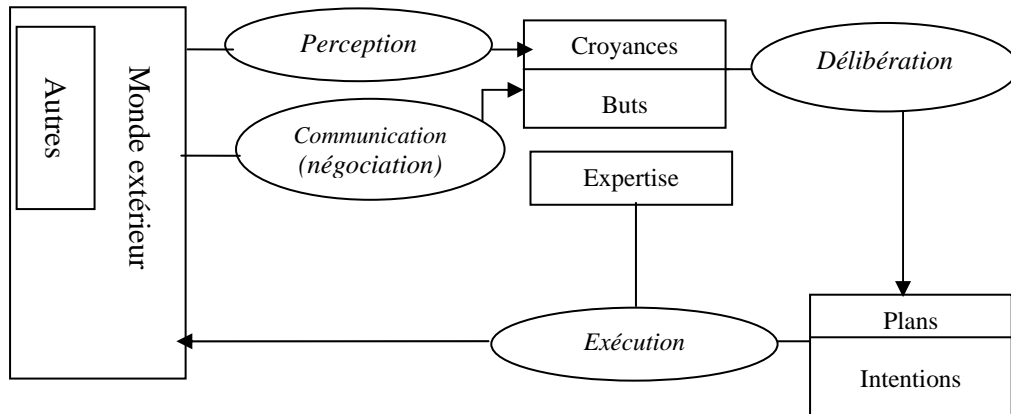 Autres
Monde extérieur
Perception
Communication
(négociation)
Croyances
Buts
Expertise
Délibération
Plans
Intentions
Exécution